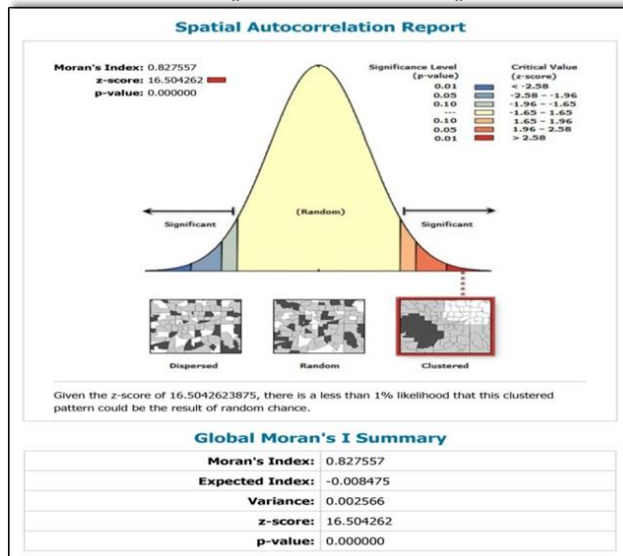 Spatial Autocorrelation Report
Moran's Index: 0.827557
z-score: 16.504262
p-value: 0.000000
Significance Level (p-value)
Critical Value (z-score)
0.01 < -2.58
0.05 -2.58 - -1.96
0.10 -1.96 - -1.65
--- -1.65 - 1.65
0.10 1.65 - 1.96
0.05 1.96 - 2.58
0.01 > 2.58
Significant
(Random)
Significant
Dispersed
Random
Clustered
Given the z-score of 16.5042623875, there is a less than 1% likelihood that this clustered
pattern could be the result of random chance.
Global Moran's I Summary
Moran's Index: 0.827557
Expected Index: -0.008475
Variance: 0.002566
z-score: 16.504262
p-value: 0.000000